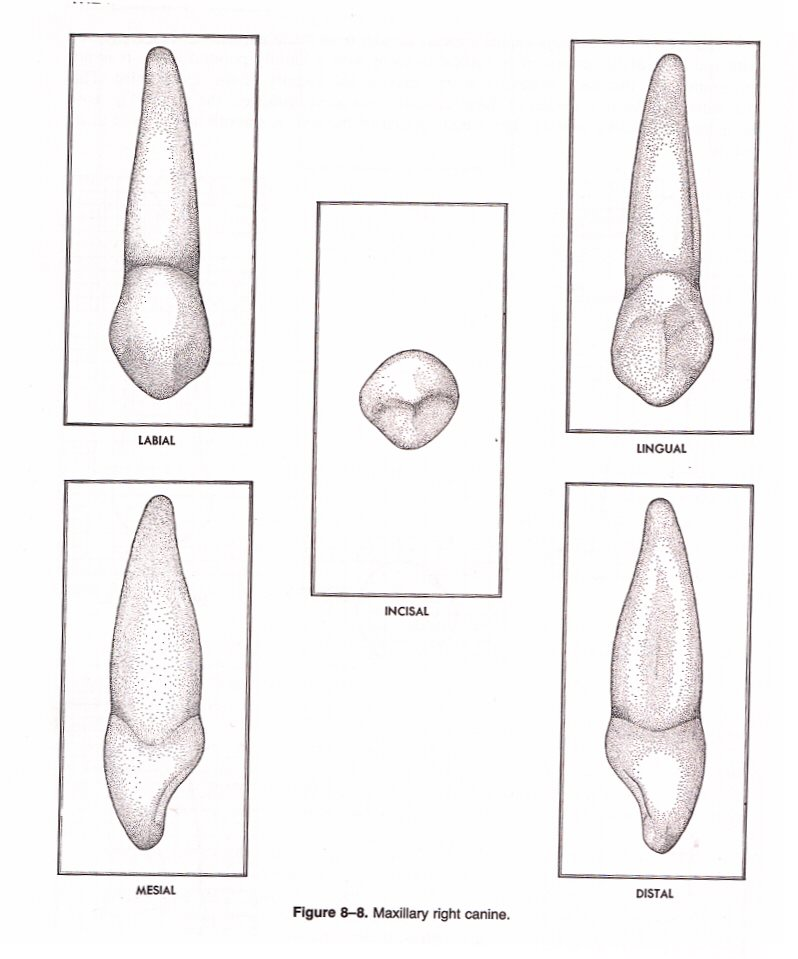 LABIAL
LINGUAL
INCISAL
MESIAL
DISTAL
Figure 8–8. Maxillary right canine.